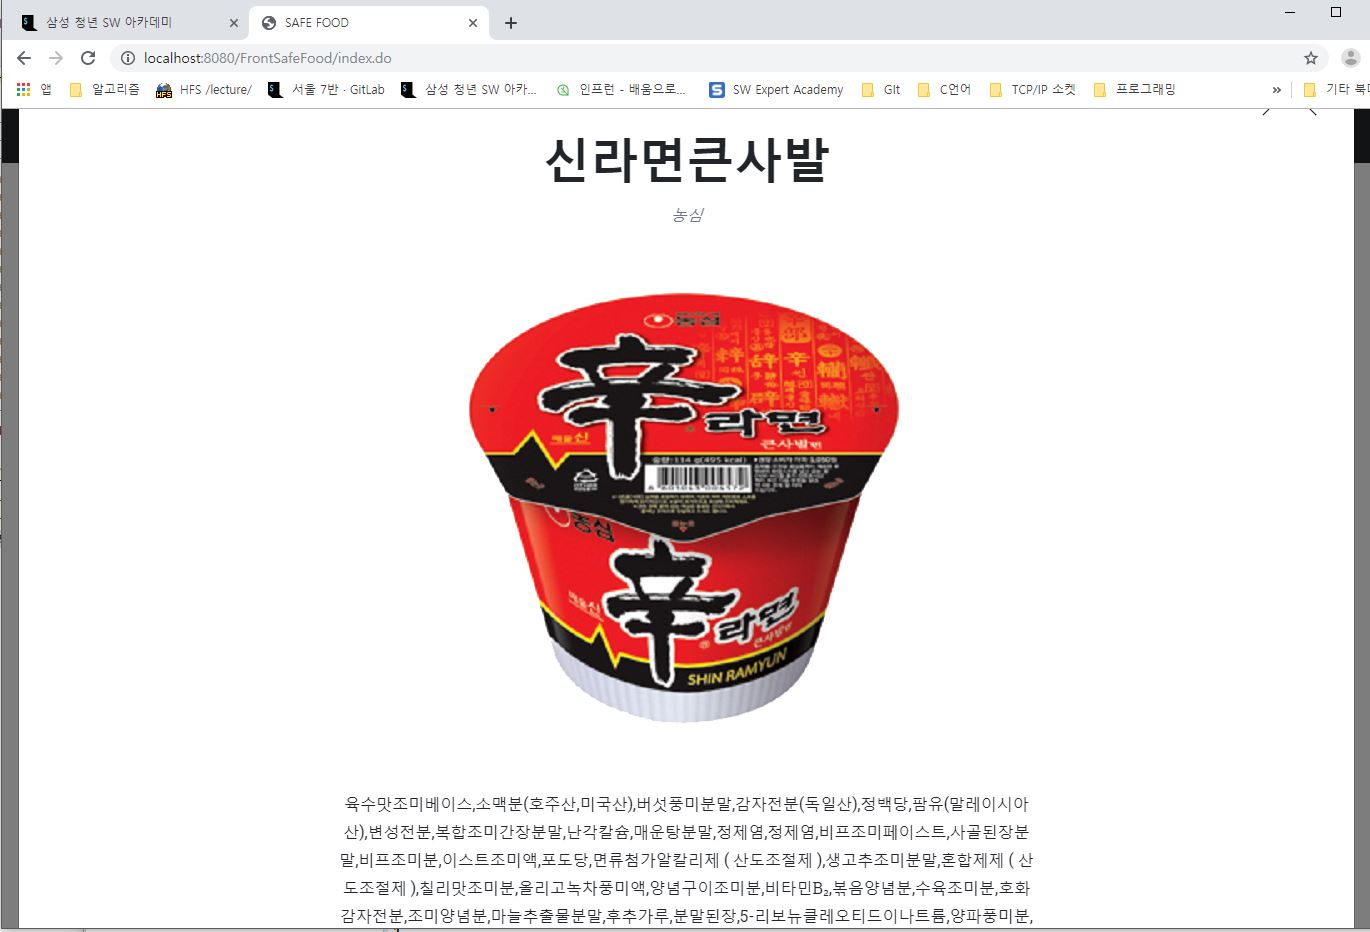 삼성 청년 SW 아카데미
SAFE FOOD
localhost:8080/FrontSafeFood/index.do
앱
알고리즘
HFS /lecture/
서울 7반 · GitLab
삼성 청년 SW 아카...
인프런 - 배움으로...
SW Expert Academy
GIt
C언어
TCP/IP 소켓
프로그래밍
»
기타 북마
신라면큰사발
농심
농심
辛라면
큰사발면
매운 신
농심
매운 신
辛라면
큰사발면
SHIN RAMYUN
육수맛조미베이스,소맥분(호주산,미국산),버섯풍미분말,감자전분(독일산),정백당,팜유(말레이시아
산),변성전분,복합조미간장분말,난각칼슘,매운탕분말,정제염,정제염,비프조미페이스트,사골된장분
말,비프조미분,이스트조미액,포도당,면류첨가알칼리제 ( 산도조절제 ),생고추조미분말,혼합제제 ( 산
도조절제 ),칠리맛조미분,올리고녹차풍미액,양념구이조미분,비타민B₂,볶음양념분,수육조미분,호화
감자전분,조미양념분,마늘추출물분말,후추가루,분말된장,5-리보뉴클레오티드이나트륨,양파풍미분,